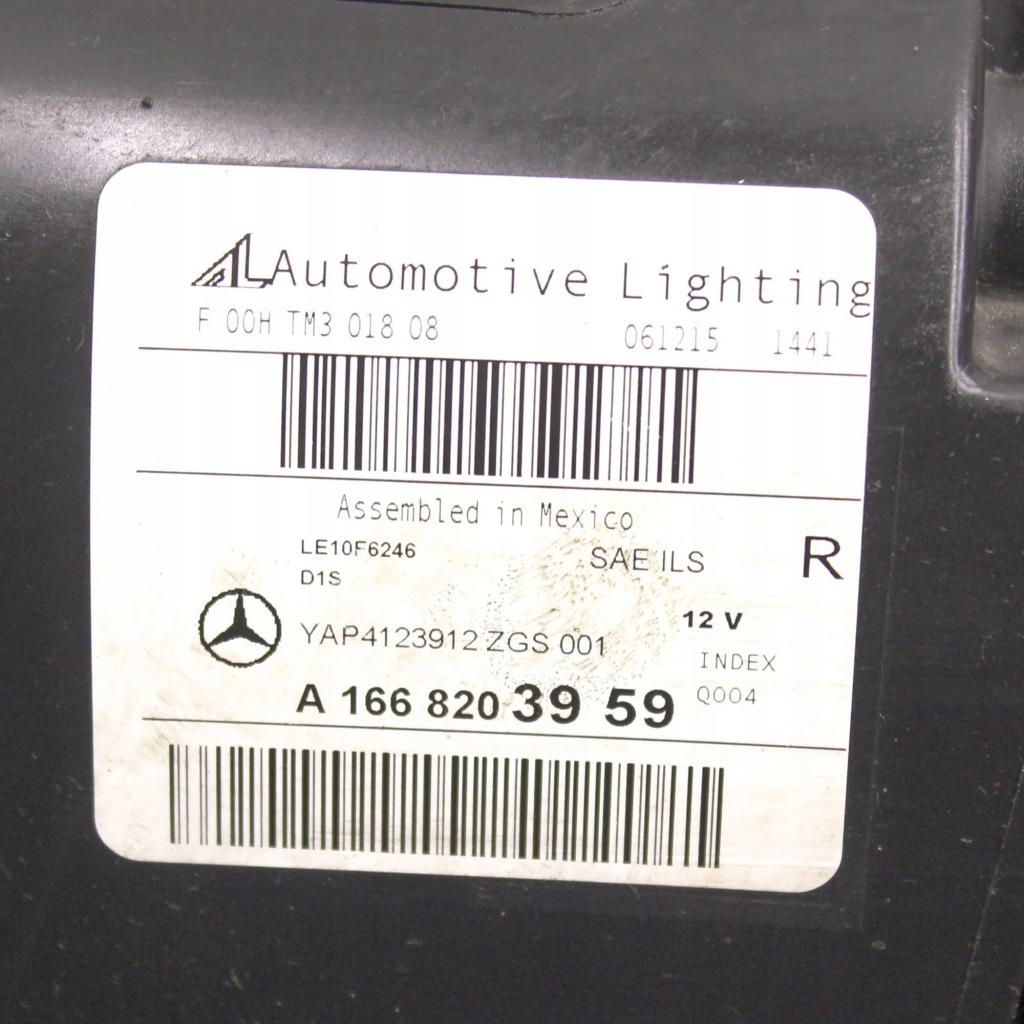 AL Automotive Lighting
F 00H TM3 018 08 061215 1441
Assembled in Mexico
LE10F6246 SAE ILS R
D1S
12 V
YAP4123912 ZGS 001
INDEX
A 166 820 39 59 Q004